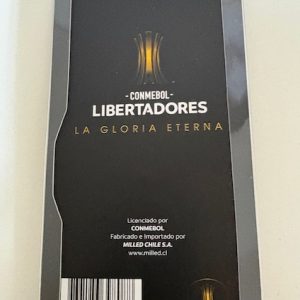 - CONMEBOL -
LIBERTADORES
LA GLORIA ETERNA
Licenciado por
CONMEBOL
Fabricado e Importado por
MILLED CHILE S.A.
www.milled.cl